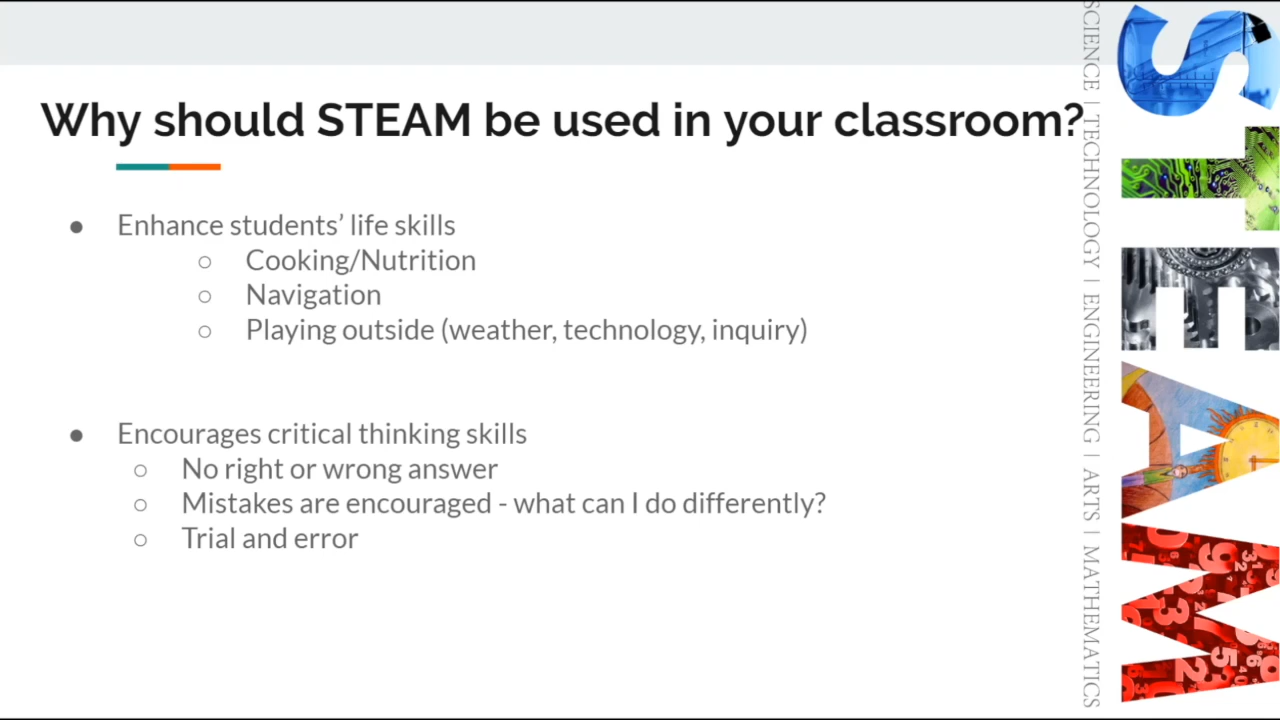 Why should STEAM be used in your classroom?
● Enhance students’ life skills
○ Cooking/Nutrition
○ Navigation
○ Playing outside (weather, technology, inquiry)
● Encourages critical thinking skills
○ No right or wrong answer
○ Mistakes are encouraged - what can I do differently?
○ Trial and error
SCIENCE | TECHNOLOGY | ENGINEERING | ARTS | MATHEMATICS
STEAM